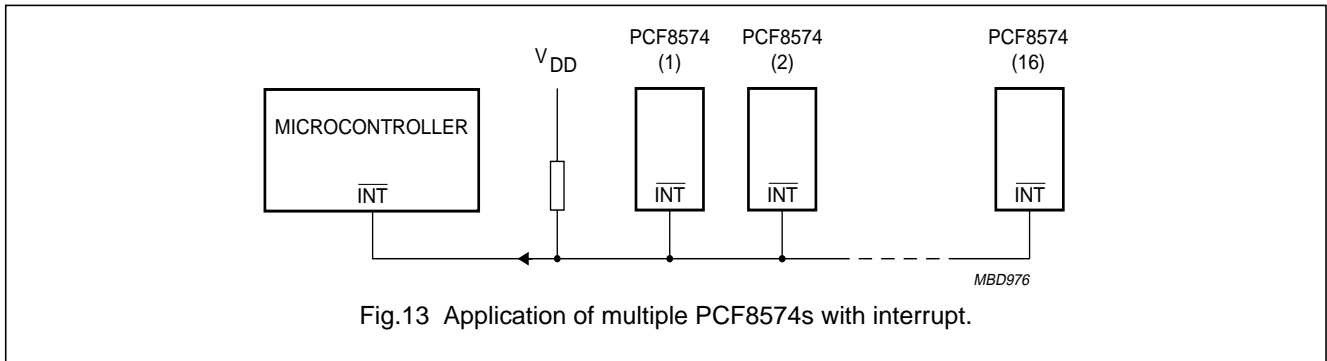 PCF8574 PCF8574 PCF8574
V DD (1) (2) (16)
MICROCONTROLLER
INT INT INT INT
MBD976
Fig.13 Application of multiple PCF8574s with interrupt.